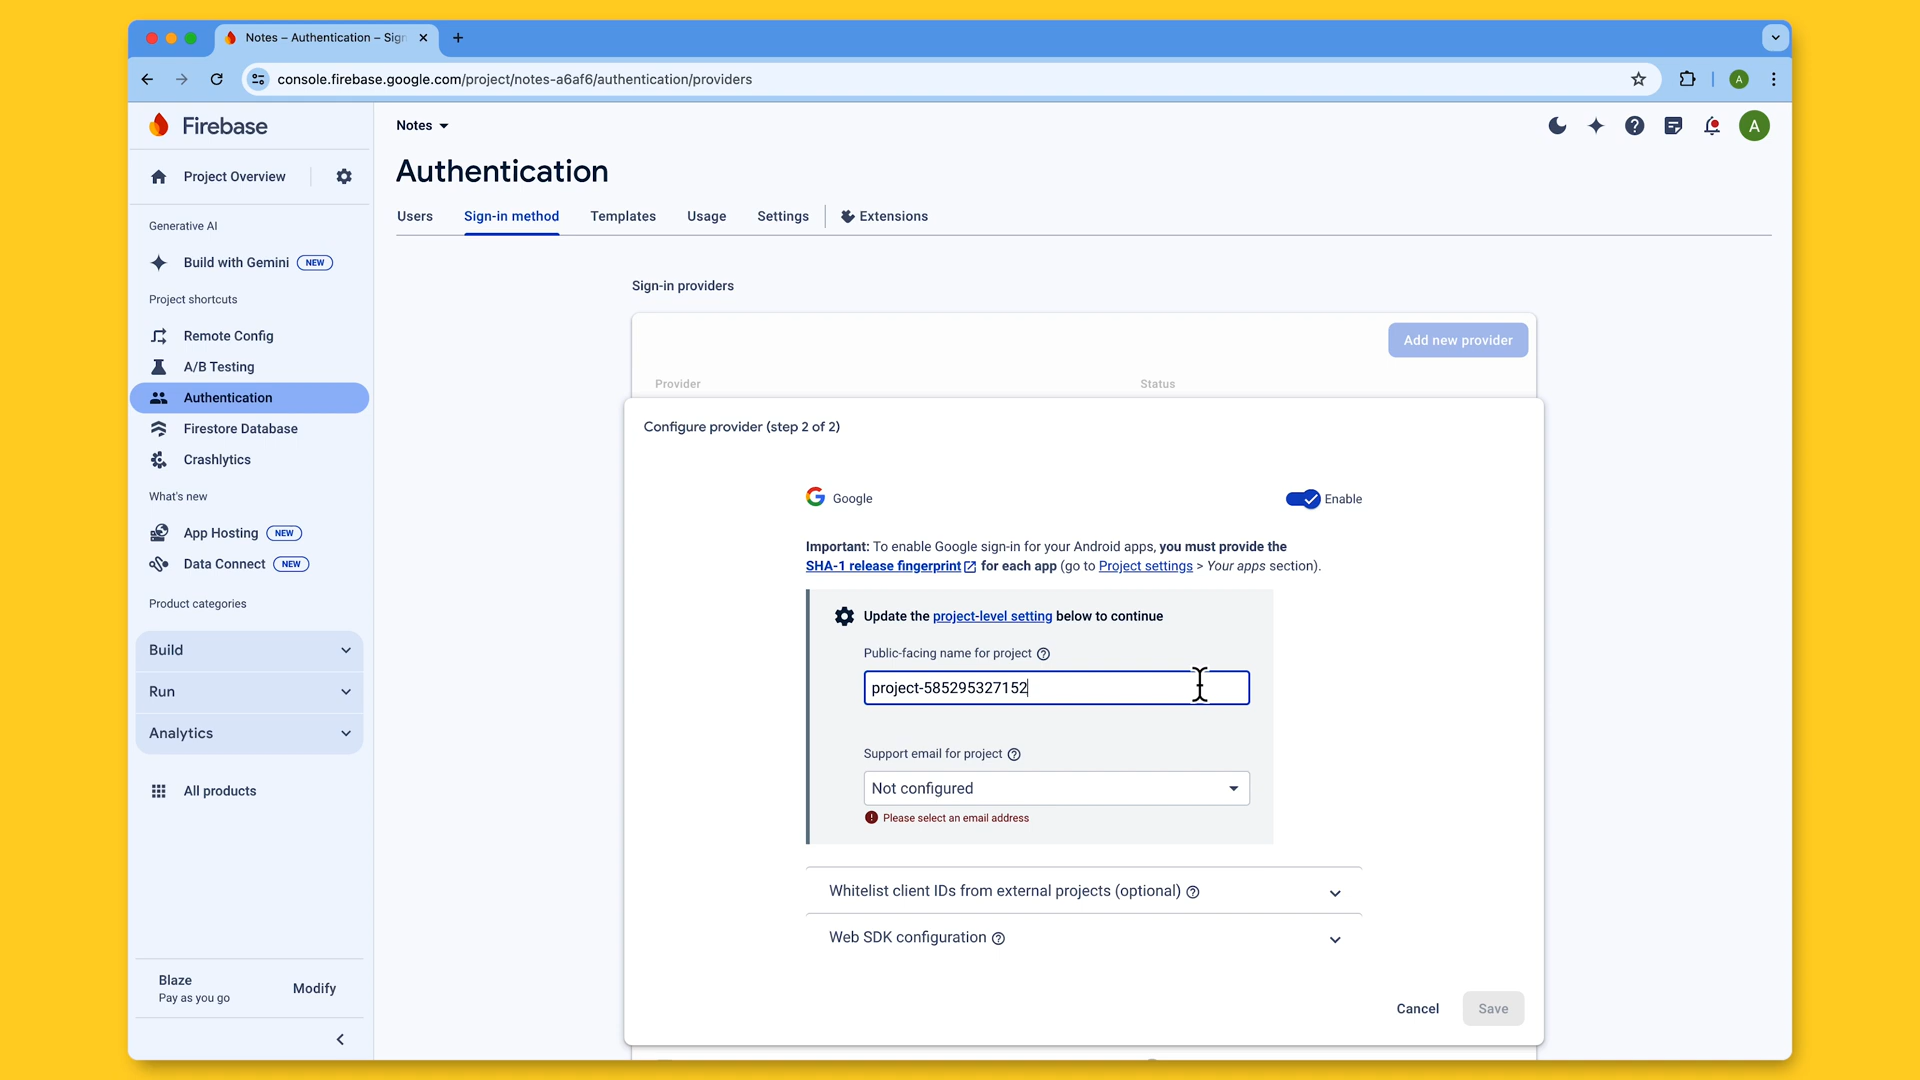 Notes – Authentication – Sign
console.firebase.google.com/project/notes-a6af6/authentication/providers
A
Firebase
Notes
A
Authentication
Project Overview
Users
Sign-in method
Templates
Usage
Settings
Extensions
Generative AI
Build with Gemini
NEW
Project shortcuts
Remote Config
A/B Testing
Authentication
Firestore Database
Crashlytics
What's new
App Hosting
NEW
Data Connect
NEW
Product categories
Build
Run
Analytics
All products
Blaze
Pay as you go
Modify
Sign-in providers
Add new provider
Provider
Status
Configure provider (step 2 of 2)
Google
Enable
Important: To enable Google sign-in for your Android apps, you must provide the
SHA-1 release fingerprint for each app (go to Project settings > Your apps section).
Update the project-level setting below to continue
Public-facing name for project
project-585295327152
Support email for project
Not configured
Please select an email address
Whitelist client IDs from external projects (optional)
Web SDK configuration
Cancel
Save